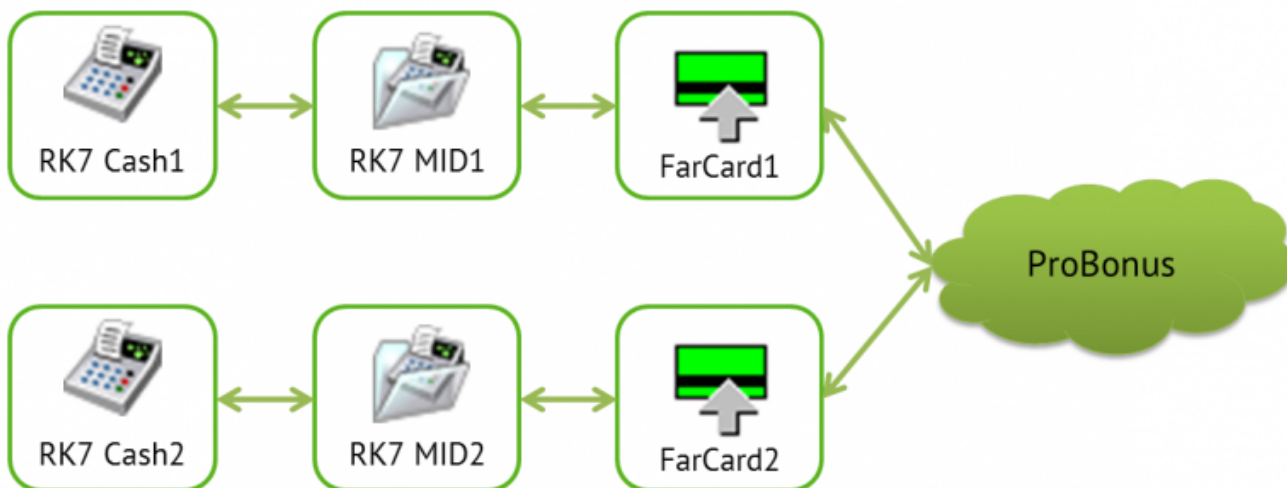 RK7 Cash1
RK7 MID1
FarCard1
ProBonus
RK7 Cash2
RK7 MID2
FarCard2